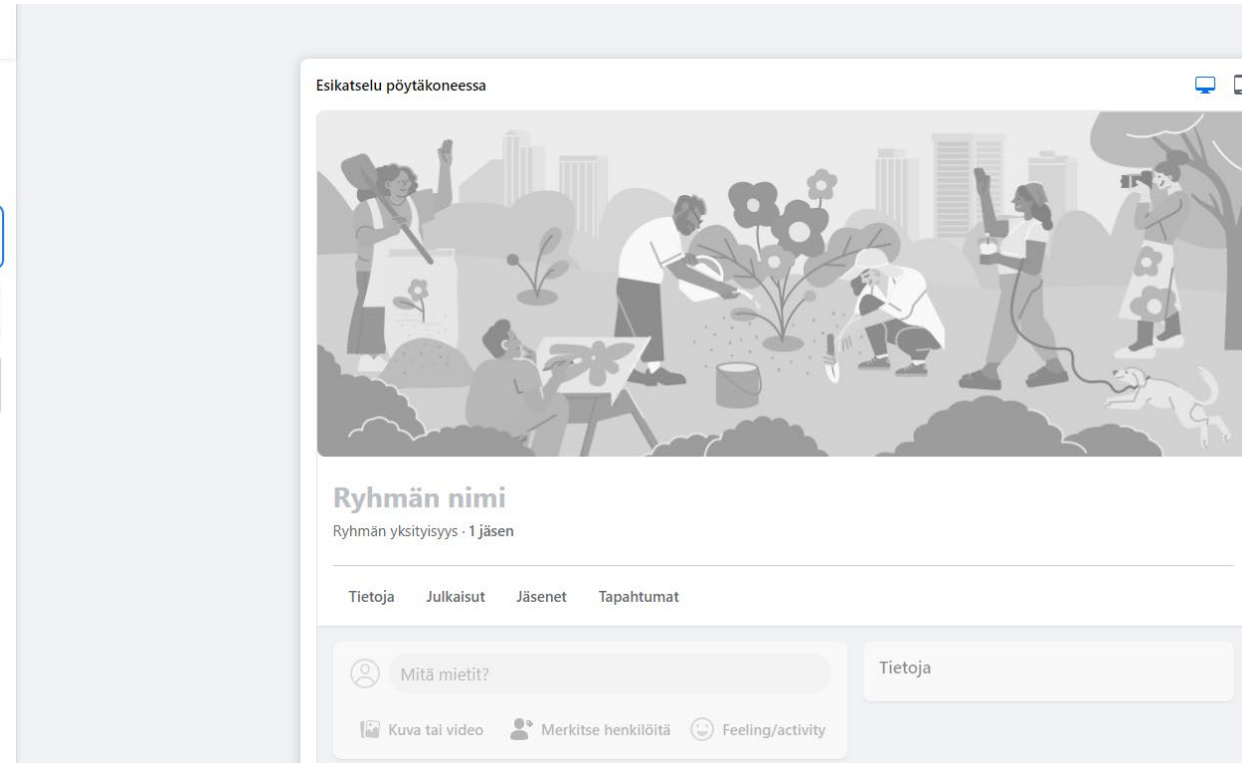 Esikatselu pöytäkoneessa
Ryhmän nimi
Ryhmän yksityisyys · 1 jäsen
Tietoja Julkaisut Jäsenet Tapahtumat
Mitä mietit?
Kuva tai video Merkitse henkilöitä Feeling/activity
Tietoja